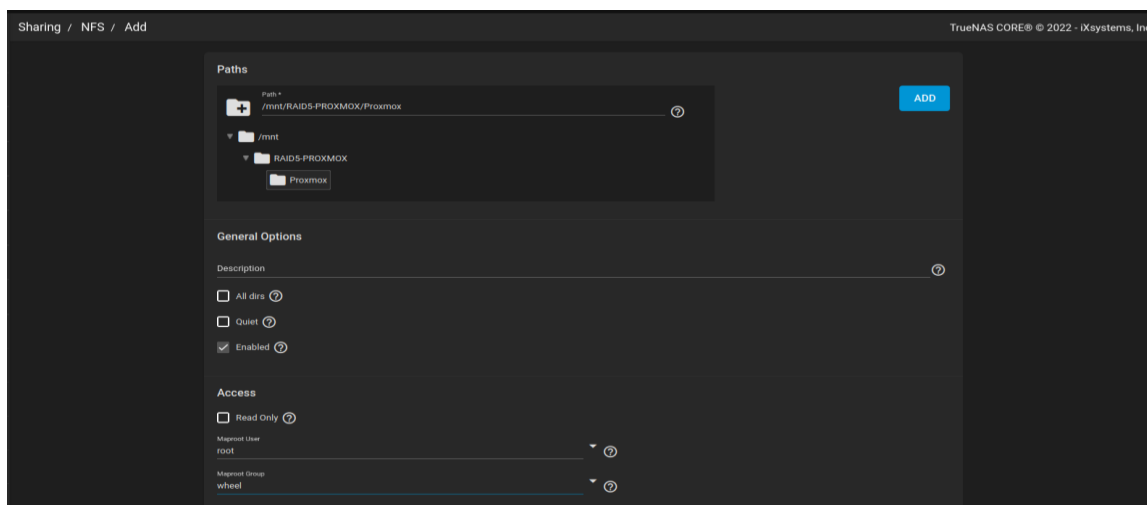 Sharing / NFS / Add
TrueNAS CORE® © 2022 - iXsystems, Inc
Paths
Path *
/mnt/RAID5-PROXMOX/Proxmox
ADD
/mnt
RAID5-PROXMOX
Proxmox
General Options
Description
All dirs
Quiet
Enabled
Access
Read Only
Maproot User
root
Maproot Group
wheel